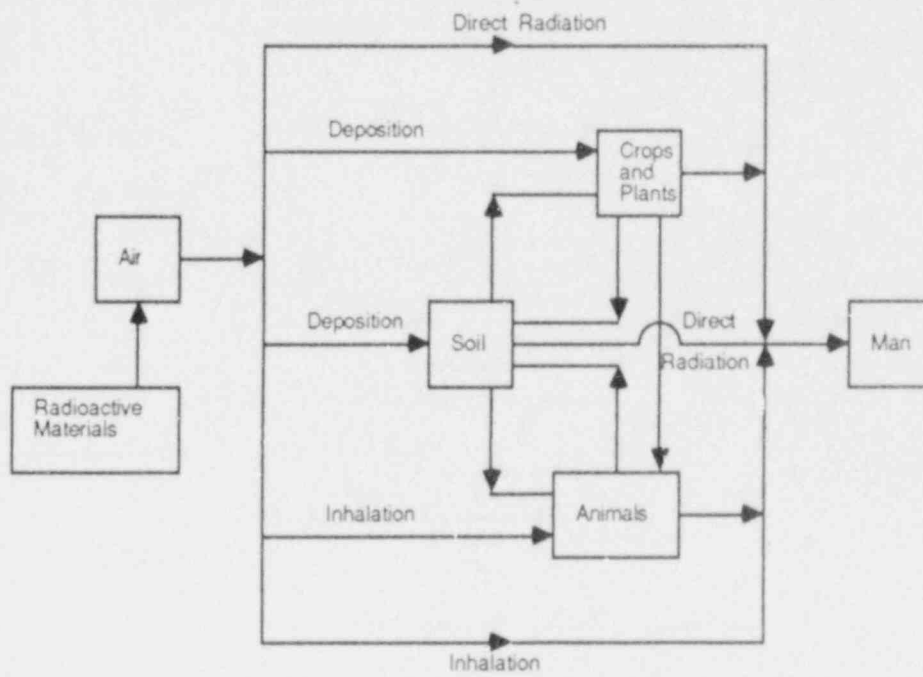 Direct Radiation
Deposition
Crops
and
Plants
Air
Deposition
Soil
Direct
Radiation
Man
Radioactive
Materials
Inhalation
Animals
Inhalation